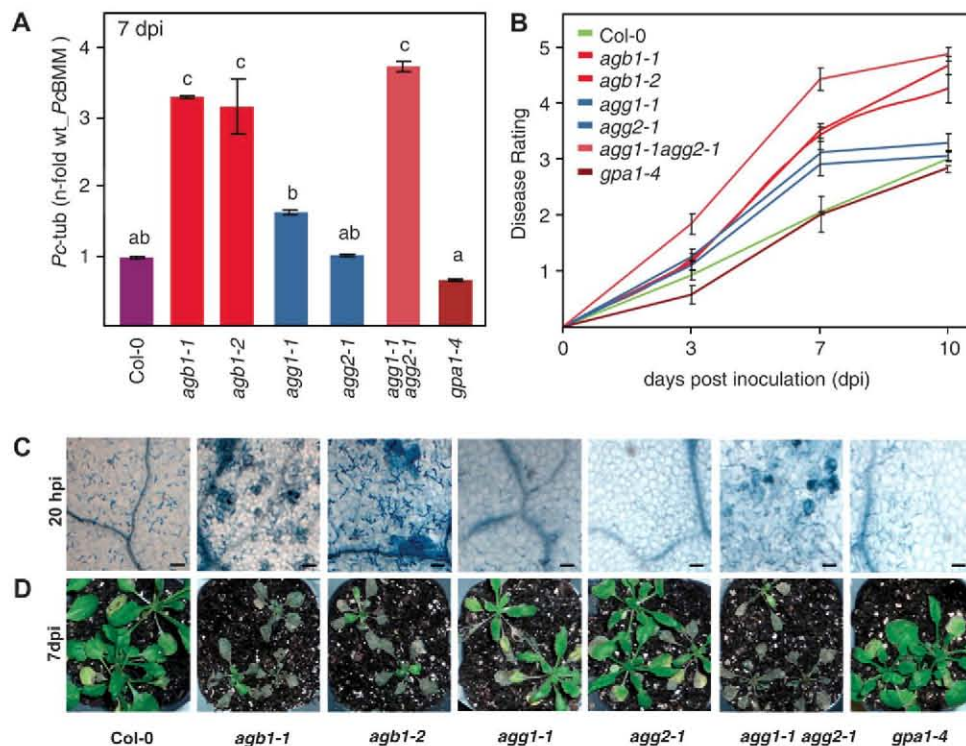 A
7 dpi
Pc-tub (n-fold wt_PcBMM)
4
3
2
1
ab
c
c
b
ab
c
a
Col-0
agb1-1
agb1-2
agg1-1
agg2-1
agg1-1
agg2-1
gpa1-4
B
Disease Rating
5
4
3
2
1
Col-0
agb1-1
agb1-2
agg1-1
agg2-1
agg1-1agg2-1
gpa1-4
0
3
7
10
days post inoculation (dpi)
C
20 hpi
D
7dpi
Col-0
agb1-1
agb1-2
agg1-1
agg2-1
agg1-1 agg2-1
gpa1-4